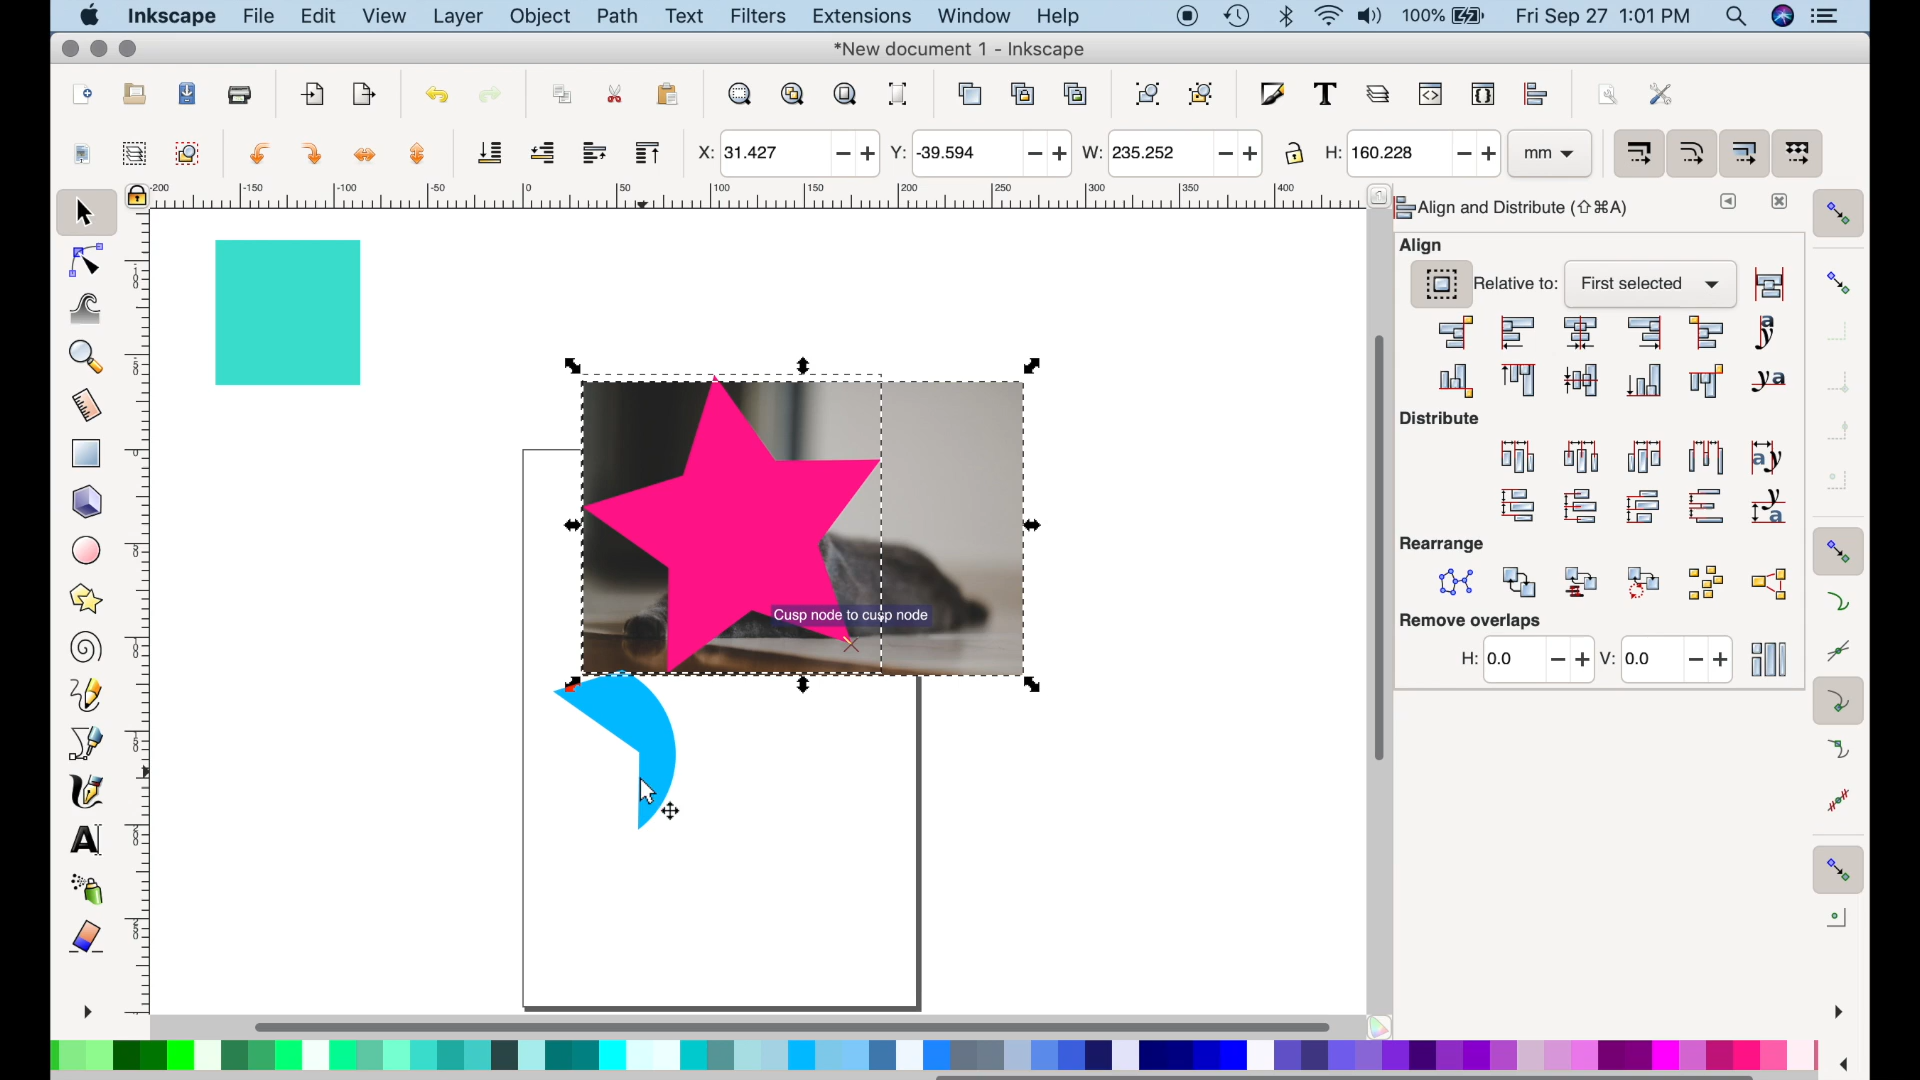 Inkscape File Edit View Layer Object Path Text Filters Extensions Window Help 100% Fri Sep 27 1:01 PM
*New document 1 - Inkscape
X: 31.427 Y: -39.594 W: 235.252 H: 160.228 mm
-200 -150 -100 -50 0 50 100 150 200 250 300 350 400
Align and Distribute (⇧⌘A)
Align
Relative to: First selected
Distribute
Rearrange
Cusp node to cusp node
Remove overlaps
H: 0.0 V: 0.0